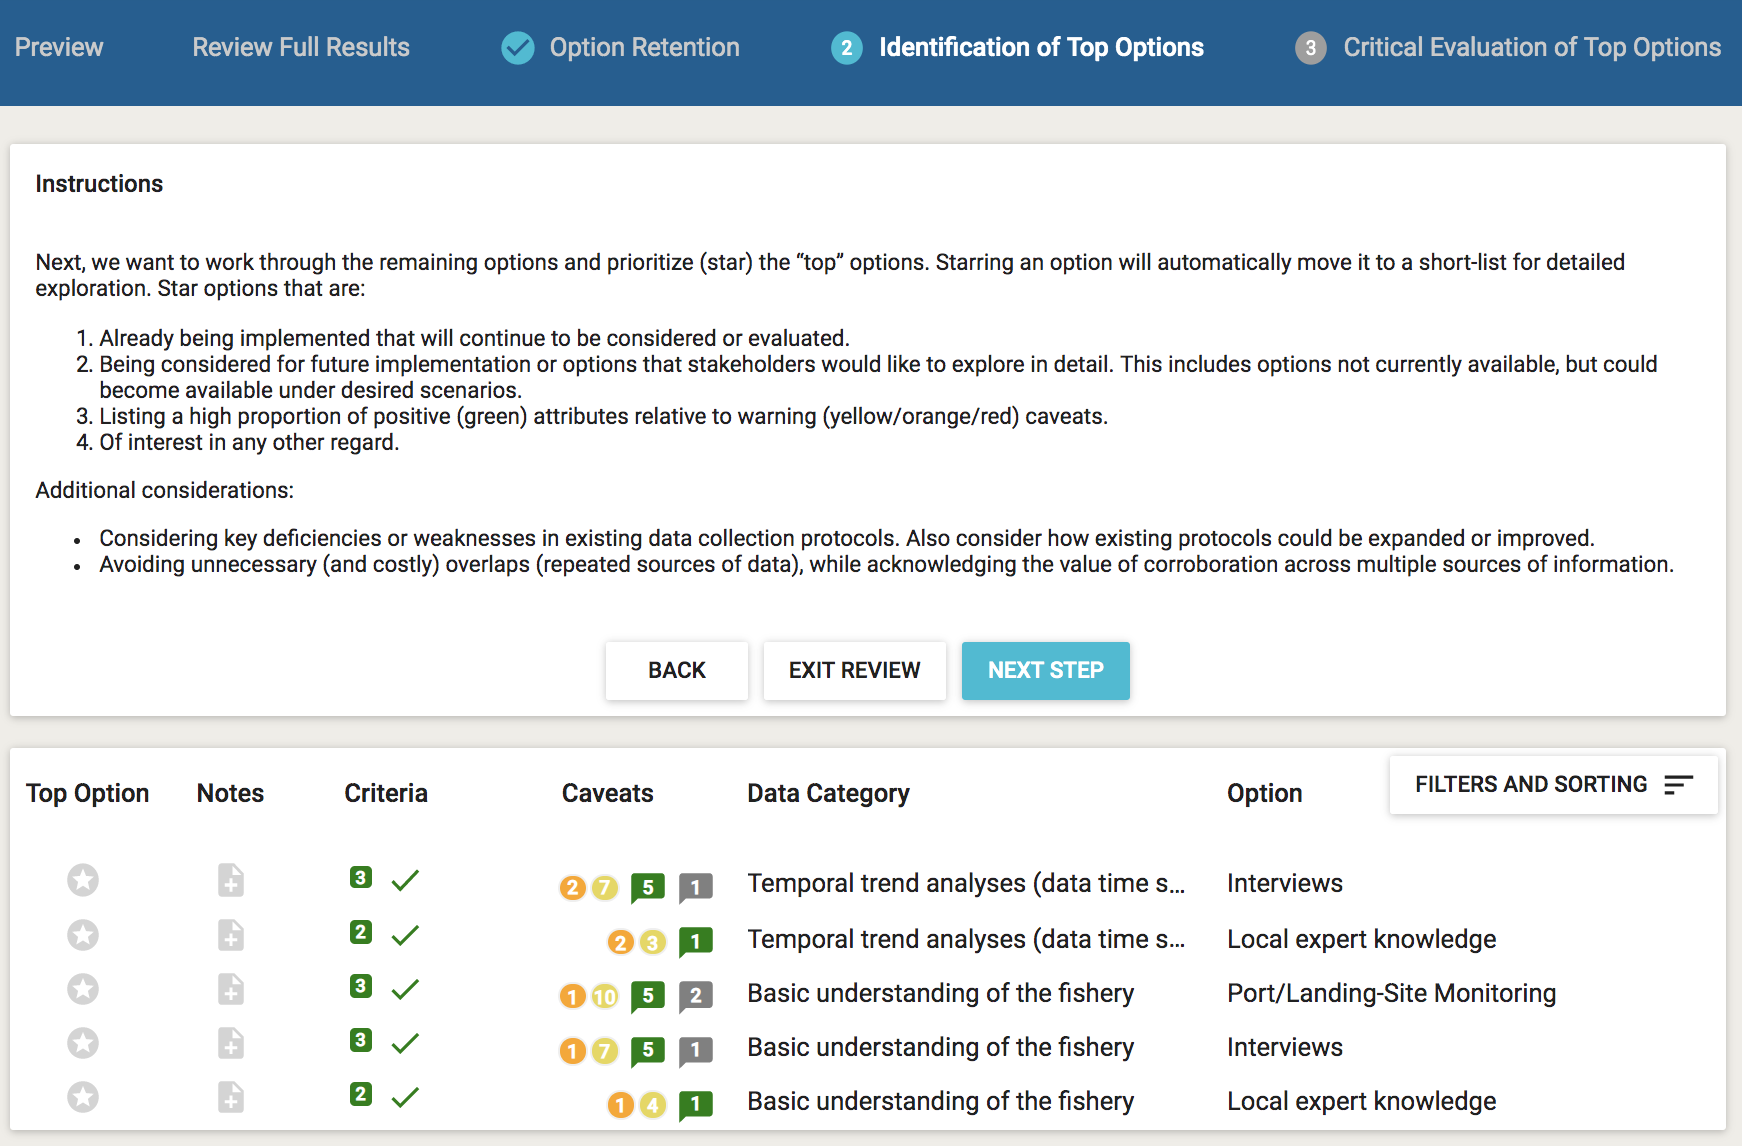 Preview Review Full Results Option Retention 2 Identification of Top Options 3 Critical Evaluation of Top Options
Instructions
Next, we want to work through the remaining options and prioritize (star) the “top” options. Starring an option will automatically move it to a short-list for detailed
exploration. Star options that are:
1. Already being implemented that will continue to be considered or evaluated.
2. Being considered for future implementation or options that stakeholders would like to explore in detail. This includes options not currently available, but could
become available under desired scenarios.
3. Listing a high proportion of positive (green) attributes relative to warning (yellow/orange/red) caveats.
4. Of interest in any other regard.
Additional considerations:
• Considering key deficiencies or weaknesses in existing data collection protocols. Also consider how existing protocols could be expanded or improved.
• Avoiding unnecessary (and costly) overlaps (repeated sources of data), while acknowledging the value of corroboration across multiple sources of information.
BACK EXIT REVIEW NEXT STEP
Top Option Notes Criteria Caveats Data Category Option FILTERS AND SORTING
3 2 7 5 1 Temporal trend analyses (data time s... Interviews
2 2 3 1 Temporal trend analyses (data time s... Local expert knowledge
3 1 10 5 2 Basic understanding of the fishery Port/Landing-Site Monitoring
3 1 7 5 1 Basic understanding of the fishery Interviews
2 1 4 1 Basic understanding of the fishery Local expert knowledge